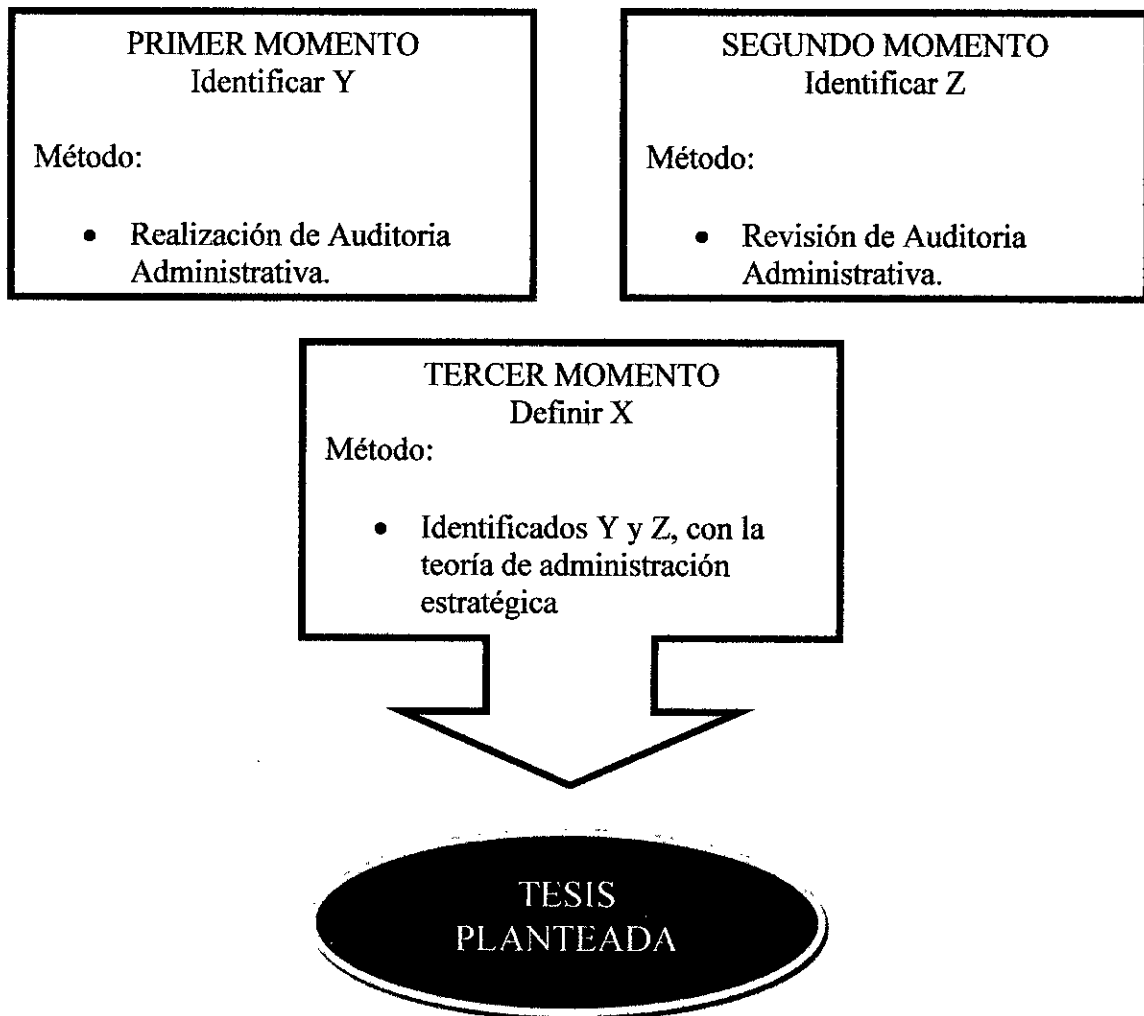 PRIMER MOMENTO
Identificar Y
Método:
• Realización de Auditoria
Administrativa.
SEGUNDO MOMENTO
Identificar Z
Método:
• Revisión de Auditoria
Administrativa.
TERCER MOMENTO
Definir X
Método:
• Identificados Y y Z, con la
teoría de administración
estratégica
TESIS
PLANTEADA